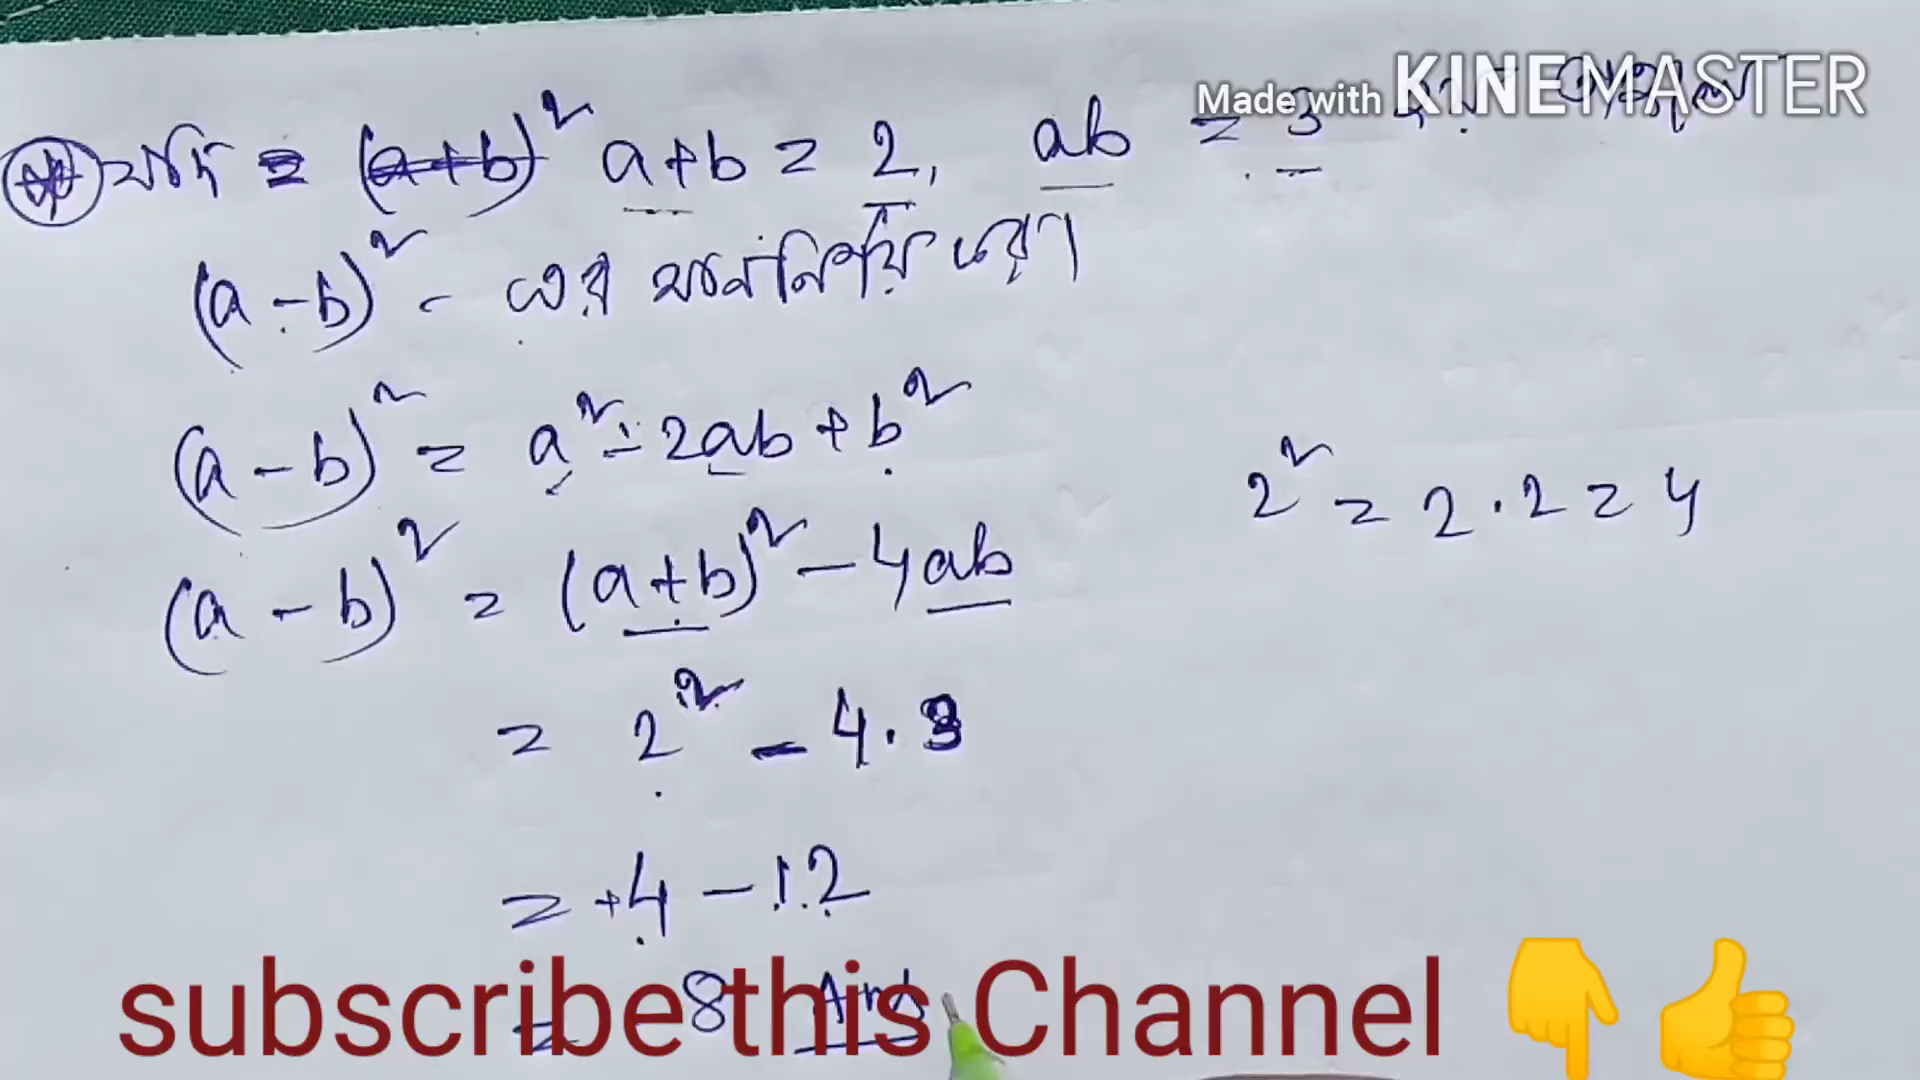 Made with KINEMASTER
যদি = (a+b)² a+b = 2, ab = 3
(a-b)² - এর মান নির্ণয় কর।
(a-b)² = a² - 2ab + b²
(a-b)² = (a+b)² - 4ab
2² = 2.2 = 4
= 2² - 4.3
= +4 - 12
= 8 Ans
subscribe this Channel 👇👍